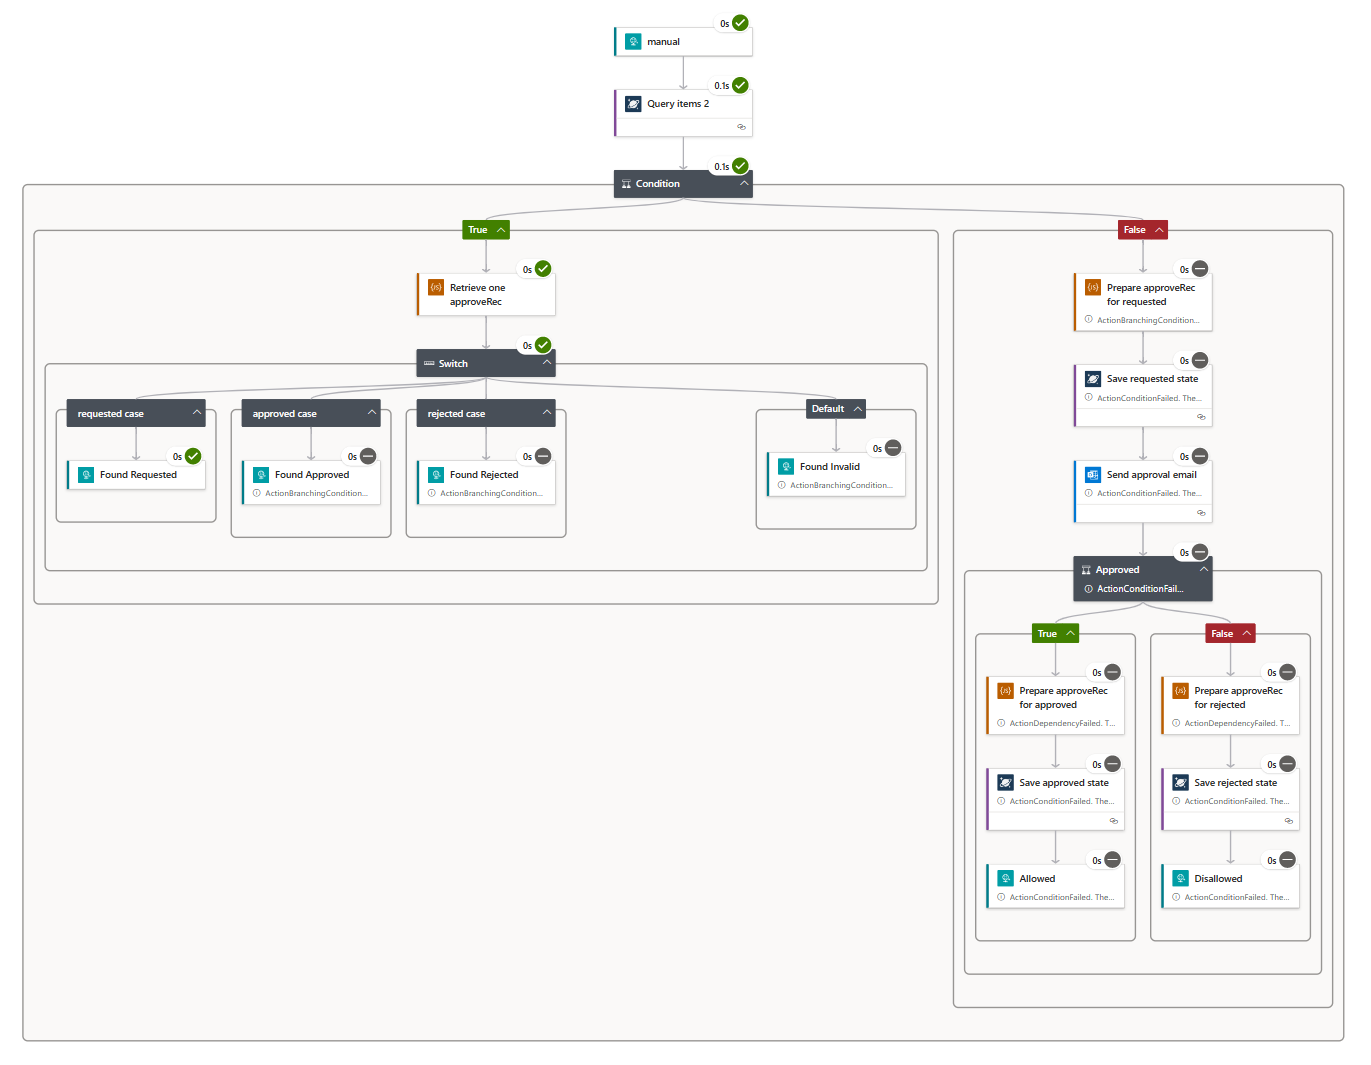 0s
manual
0.1s
Query items 2
0.1s
Condition
True
False
0s
Retrieve one
approveRec
0s
Prepare approveRec
for requested
ActionBranchingCondition...
0s
Switch
0s
Save requested state
ActionConditionFailed. The...
requested case
approved case
rejected case
Default
0s
Found Requested
0s
Found Approved
ActionBranchingCondition...
0s
Found Rejected
ActionBranchingCondition...
0s
Found Invalid
ActionBranchingCondition...
0s
Send approval email
ActionConditionFailed. The...
0s
Approved
ActionConditionFail...
True
False
0s
Prepare approveRec
for approved
ActionDependencyFailed. T...
0s
Prepare approveRec
for rejected
ActionDependencyFailed. T...
0s
Save approved state
ActionConditionFailed. The...
0s
Save rejected state
ActionConditionFailed. The...
0s
Allowed
ActionConditionFailed. The...
0s
Disallowed
ActionConditionFailed. The...